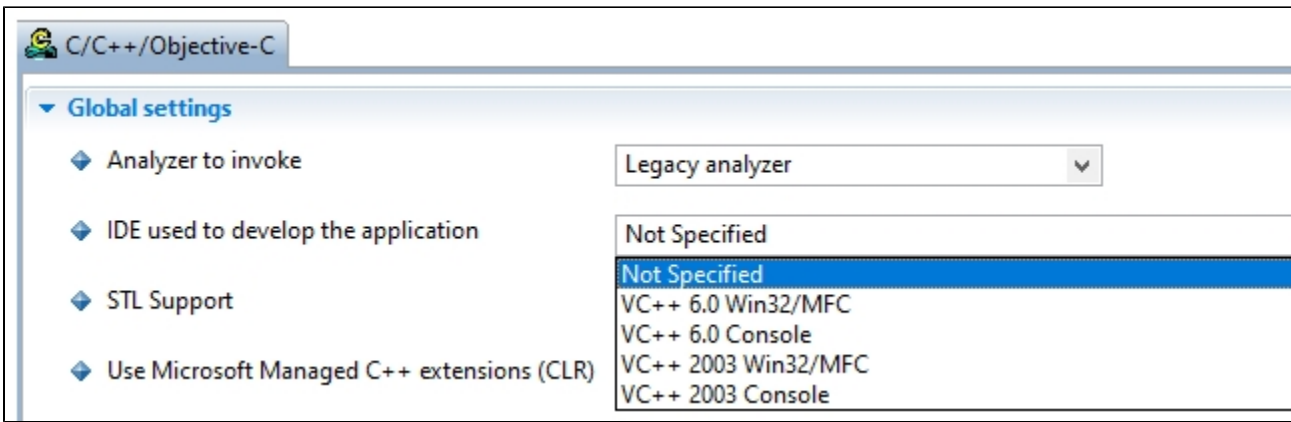 C/C++/Objective-C
Global settings
Analyzer to invoke
Legacy analyzer
IDE used to develop the application
Not Specified
Not Specified
STL Support
VC++ 6.0 Win32/MFC
VC++ 6.0 Console
Use Microsoft Managed C++ extensions (CLR)
VC++ 2003 Win32/MFC
VC++ 2003 Console